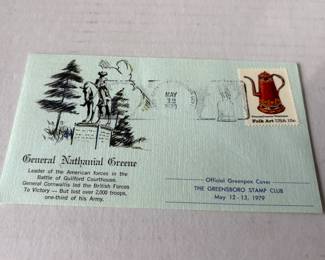 MAY
12
Folk Art USA 15c
General Nathanial Greene
Leader of the American forces in the
Battle of Guilford Courthouse.
General Cornwallis led the British Forces
To Victory — But lost over 2,000 troops,
one-third of his Army.
Official Greenpex Cover
THE GREENSBORO STAMP CLUB
May 12-13, 1979